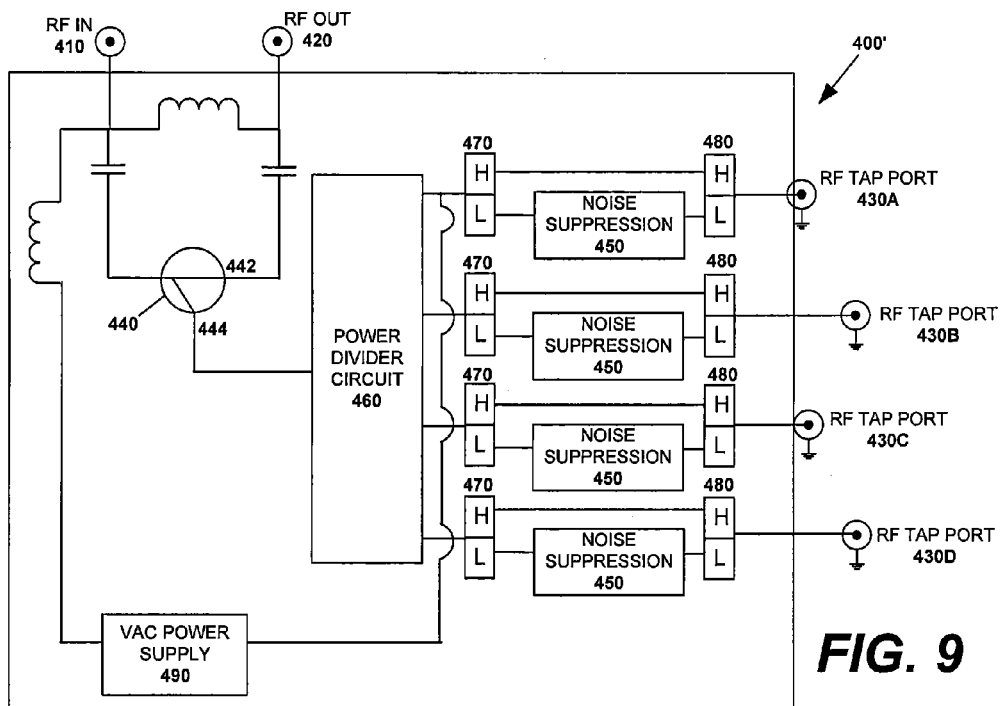 RF IN
410
RF OUT
420
400'
470
H
L
NOISE
SUPPRESSION
450
480
H
L
RF TAP PORT
430A
470
H
L
NOISE
SUPPRESSION
450
480
H
L
RF TAP PORT
430B
442
440
444
POWER
DIVIDER
CIRCUIT
460
470
H
L
NOISE
SUPPRESSION
450
480
H
L
RF TAP PORT
430C
470
H
L
NOISE
SUPPRESSION
450
480
H
L
RF TAP PORT
430D
VAC POWER
SUPPLY
490
FIG. 9